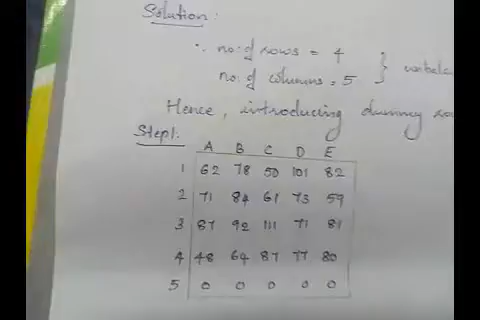 Solution:
∵ no: of rows = 4
no: of columns = 5
Hence, introducing dummy
Step1:
A B C D E
1 62 78 50 101 82
2 71 84 61 73 59
3 87 92 111 71 81
4 48 64 87 77 80
5 0 0 0 0 0